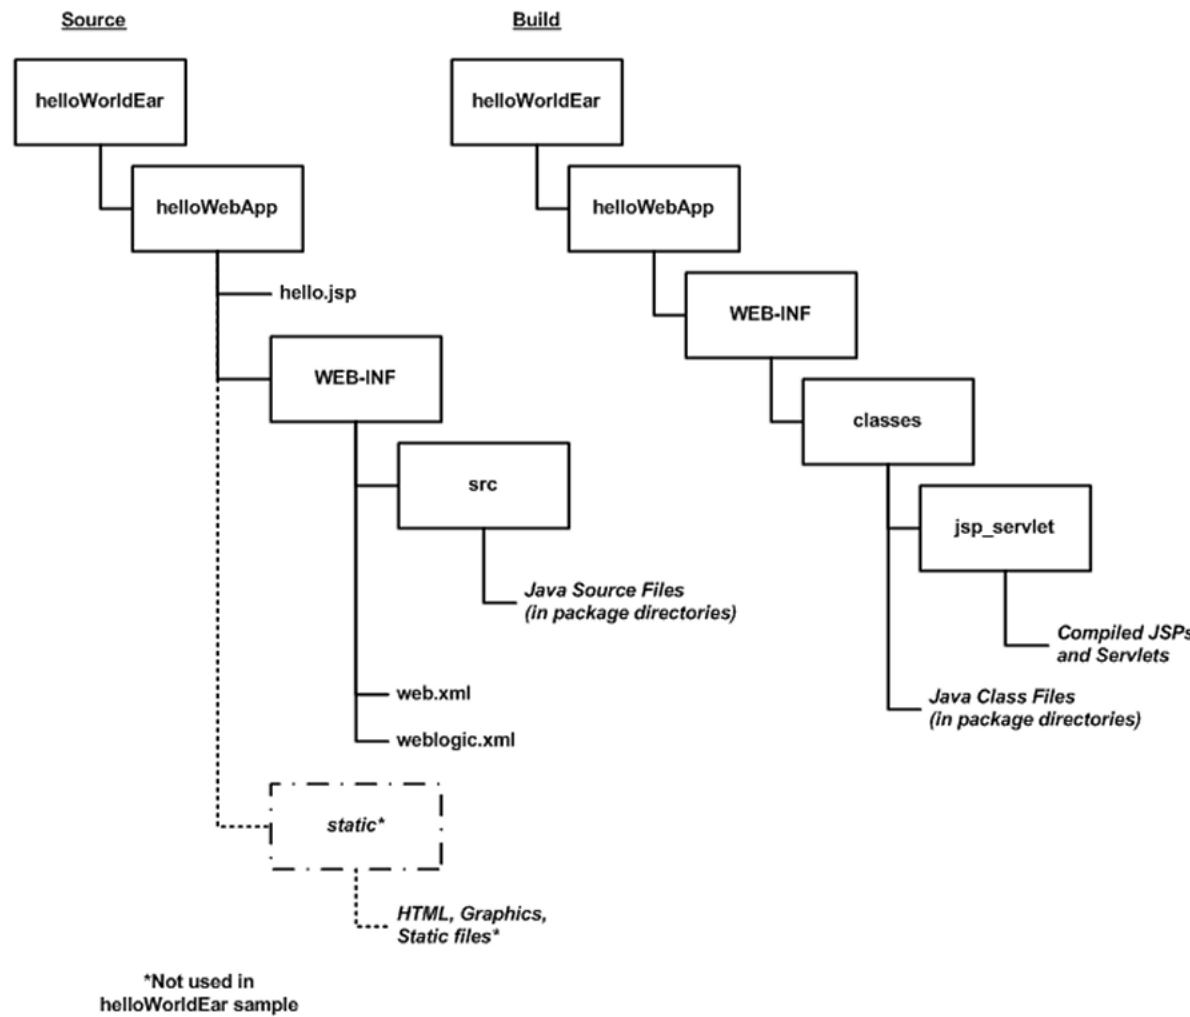 Source
helloWorldEar
helloWebApp
hello.jsp
WEB-INF
src
Java Source Files
(in package directories)
web.xml
weblogic.xml
static*
HTML, Graphics,
Static files*
*Not used in
helloWorldEar sample
Build
helloWorldEar
helloWebApp
WEB-INF
classes
jsp_servlet
Compiled JSPs
and Servlets
Java Class Files
(in package directories)